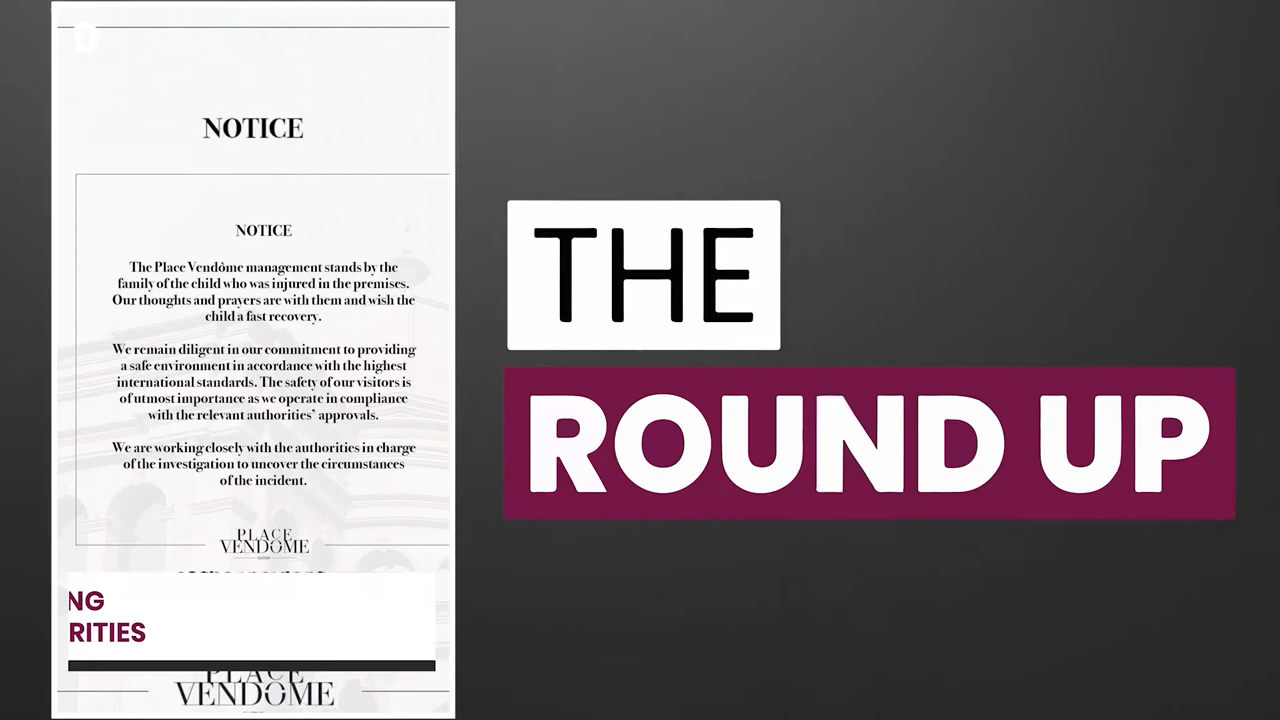 D
NOTICE
NOTICE
The Place Vendôme management stands by the
family of the child who was injured in the premises.
Our thoughts and prayers are with them and wish the
child a fast recovery.
We remain diligent in our commitment to providing
a safe environment in accordance with the highest
international standards. The safety of our visitors is
of utmost importance as we operate in compliance
with the relevant authorities’ approvals.
We are working closely with the authorities in charge
of the investigation to uncover the circumstances
of the incident.
PLACE
VENDOME
NG
RITIES
PLACE
VENDOME
THE
ROUND UP